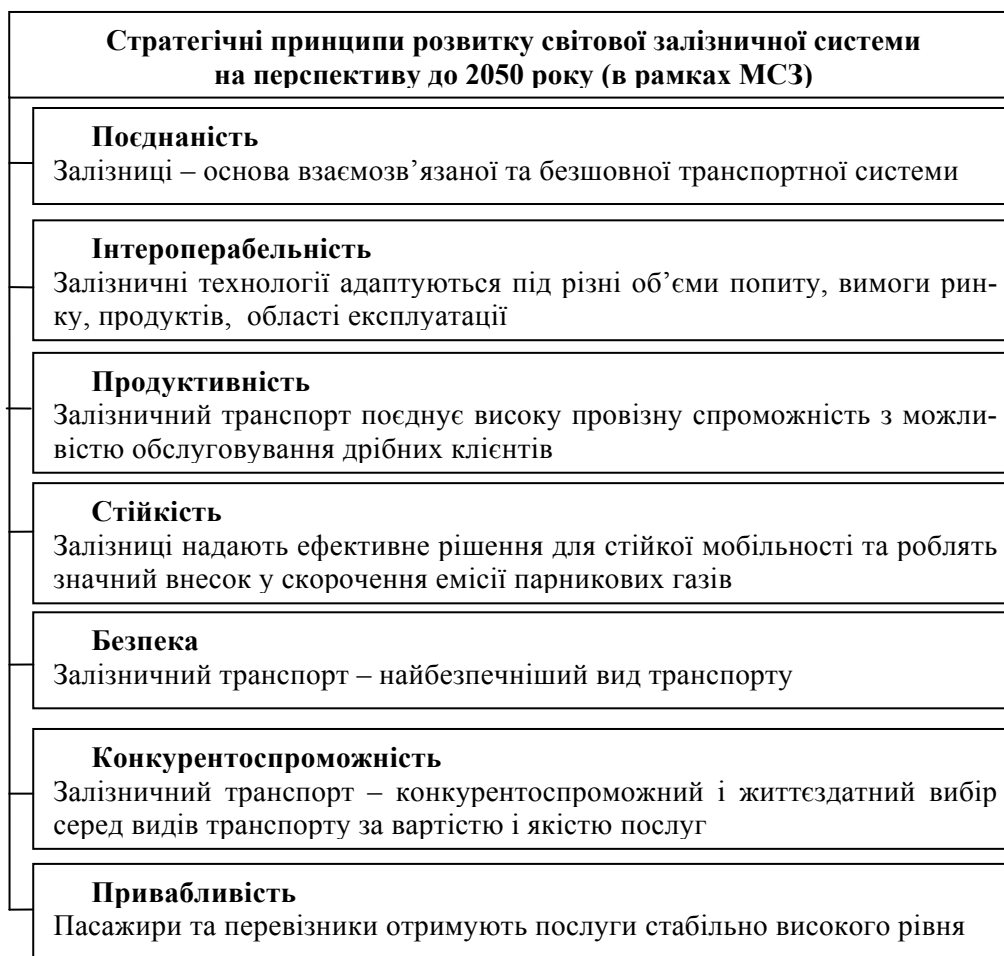 Стратегічні принципи розвитку світової залізничної системи
на перспективу до 2050 року (в рамках МСЗ)
Поєднаність
Залізниці – основа взаємозв’язаної та безшовної транспортної системи
Інтероперабельність
Залізничні технології адаптуються під різні об’єми попиту, вимоги рин-
ку, продуктів, області експлуатації
Продуктивність
Залізничний транспорт поєднує високу провізну спроможність з можли-
вістю обслуговування дрібних клієнтів
Стійкість
Залізниці надають ефективне рішення для стійкої мобільності та роблять
значний внесок у скорочення емісії парникових газів
Безпека
Залізничний транспорт – найбезпечніший вид транспорту
Конкурентоспроможність
Залізничний транспорт – конкурентоспроможний і життєздатний вибір
серед видів транспорту за вартістю і якістю послуг
Привабливість
Пасажири та перевізники отримують послуги стабільно високого рівня